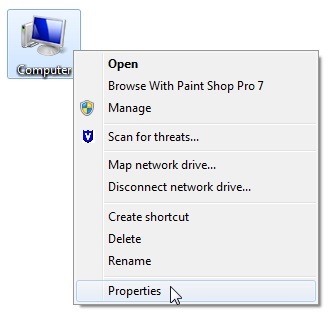 Computer
Open
Browse With Paint Shop Pro 7
Manage
Scan for threats...
Map network drive...
Disconnect network drive...
Create shortcut
Delete
Rename
Properties